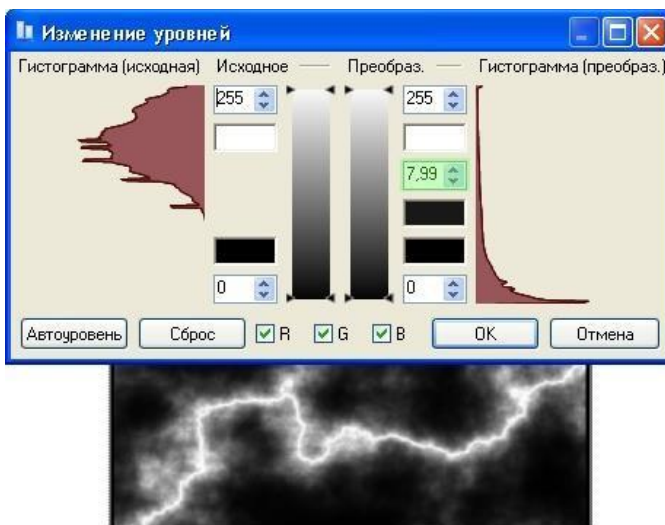 Изменение уровней
Гистограмма (исходная) Исходное Преобраз. Гистограмма (преобраз.)
255 255
7,99
0 0
Автоуровень Сброс R G B OK Отмена